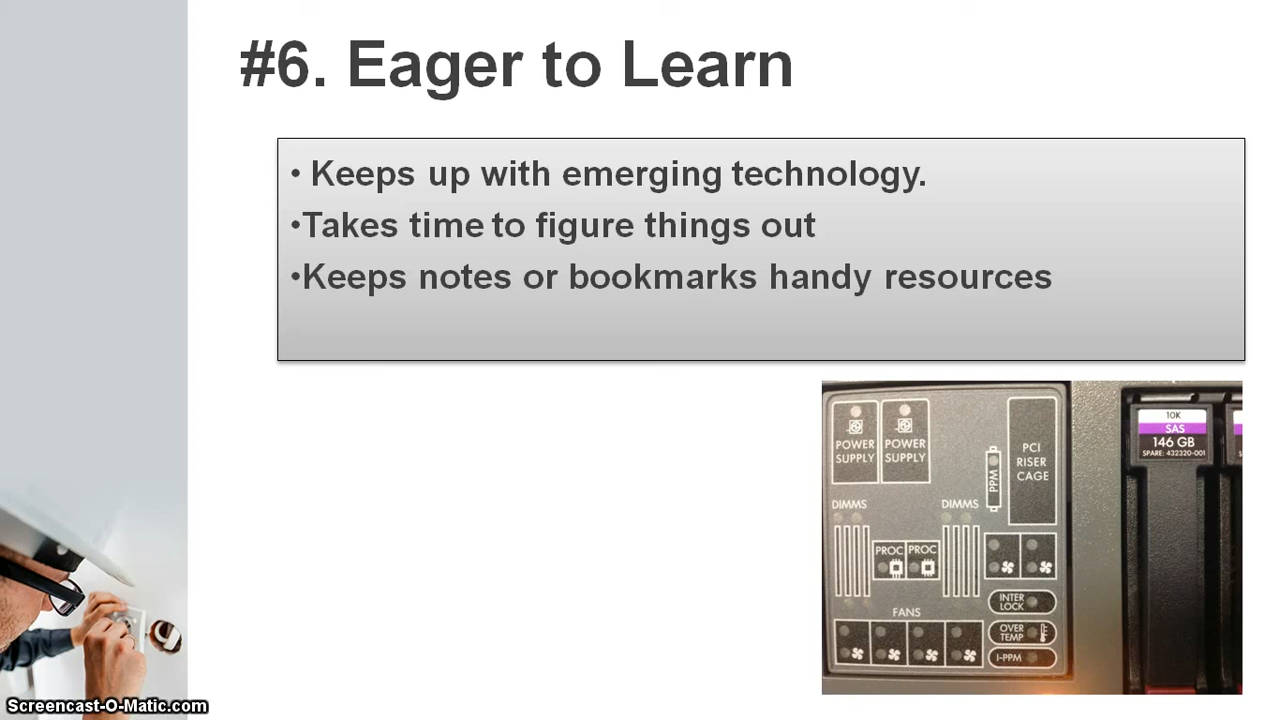 #6. Eager to Learn
• Keeps up with emerging technology.
•Takes time to figure things out
•Keeps notes or bookmarks handy resources
POWER SUPPLY
POWER SUPPLY
PPM
PCI RISER CAGE
DIMMS
DIMMS
PROC
PROC
FANS
INTER LOCK
OVER TEMP
I-PPM
10K
SAS
146 GB
SPARE: 432320-001
Screencast-O-Matic.com